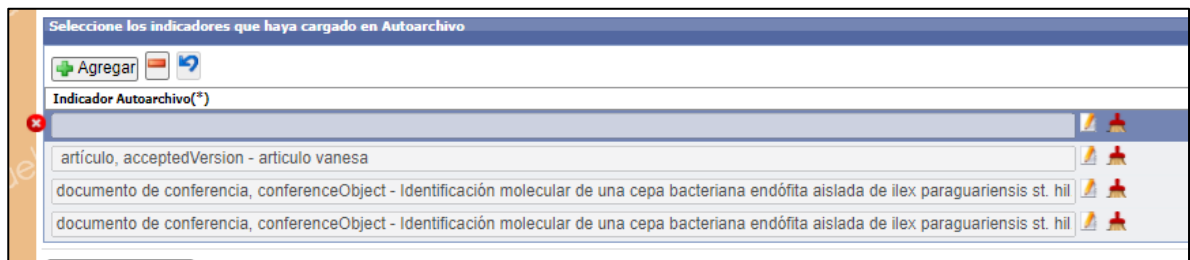 Seleccione los indicadores que haya cargado en Autoarchivo
Agregar
Indicador Autoarchivo(*)
artículo, acceptedVersion - articulo vanesa
documento de conferencia, conferenceObject - Identificación molecular de una cepa bacteriana endófita aislada de ilex paraguariensis st. hil
documento de conferencia, conferenceObject - Identificación molecular de una cepa bacteriana endófita aislada de ilex paraguariensis st. hil